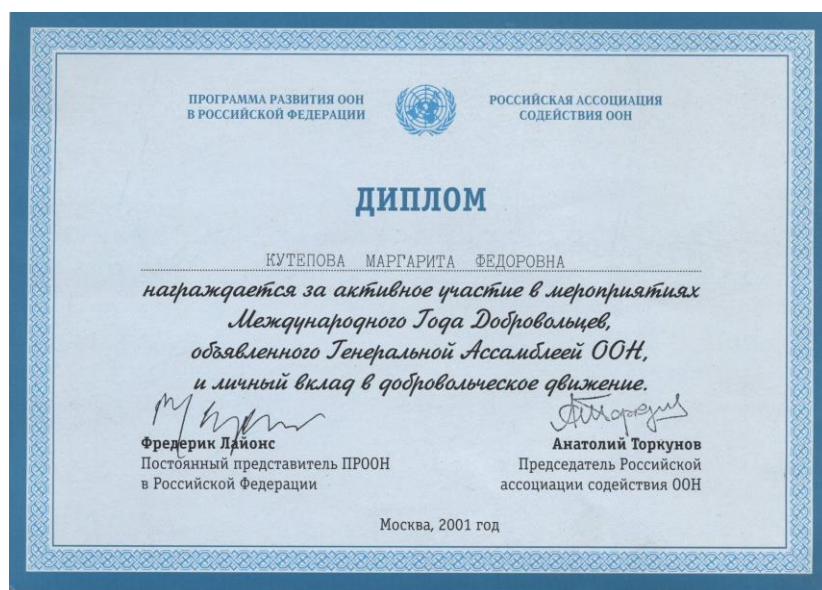 ПРОГРАММА РАЗВИТИЯ ООН
В РОССИЙСКОЙ ФЕДЕРАЦИИ
РОССИЙСКАЯ АССОЦИАЦИЯ
СОДЕЙСТВИЯ ООН
ДИПЛОМ
КУТЕПОВА МАРГАРИТА ФЕДОРОВНА
награждается за активное участие в мероприятиях
Международного Года Добровольцев,
объявленного Генеральной Ассамблеей ООН,
и личный вклад в добровольческое движение.
Фредерик Лайонс
Постоянный представитель ПРООН
в Российской Федерации
Анатолий Торкунов
Председатель Российской
ассоциации содействия ООН
Москва, 2001 год